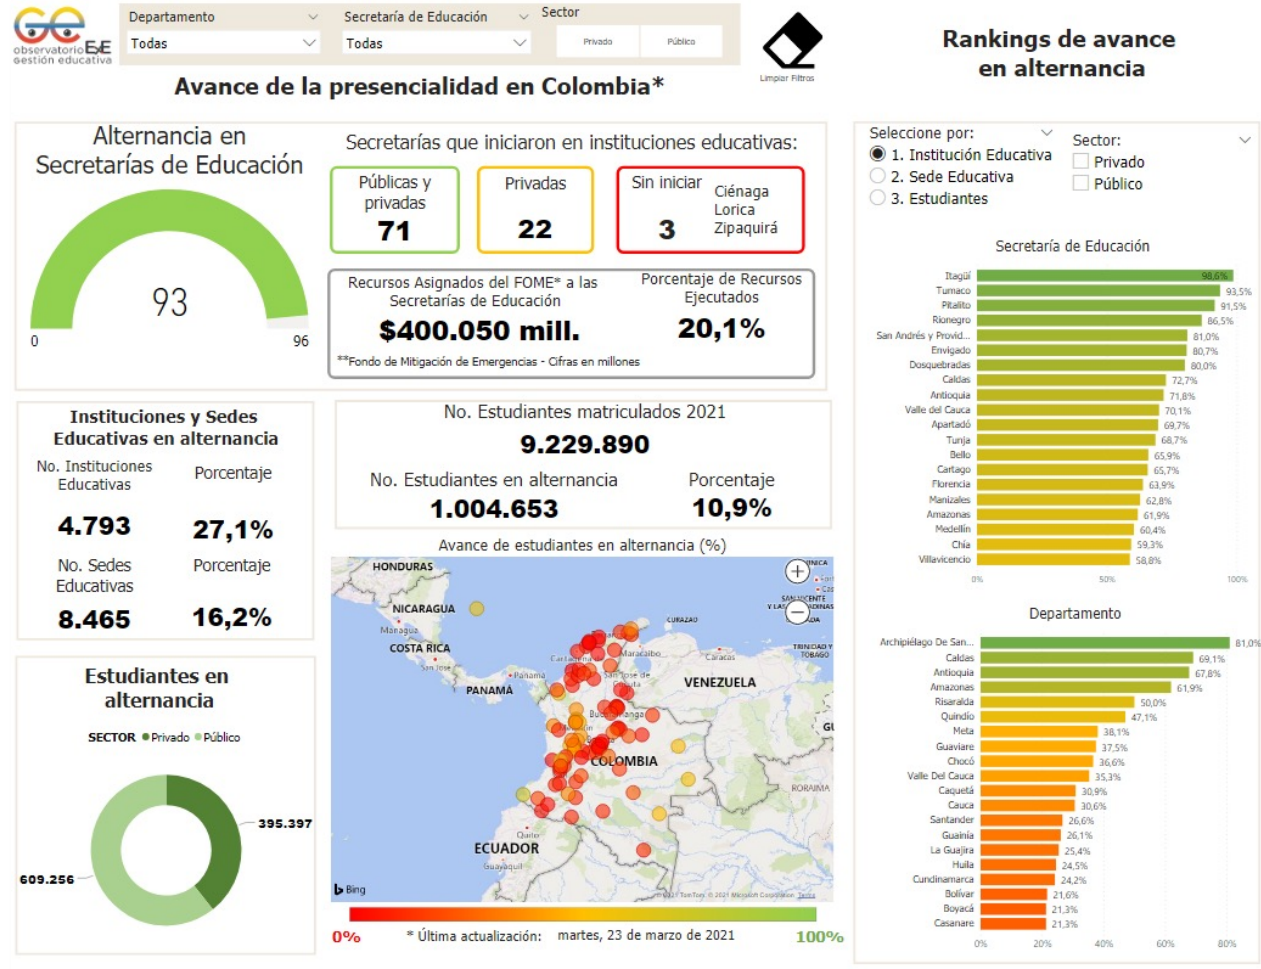 observatorio ExE
Gestión educativa
Departamento
Todas
Secretaría de Educación
Todas
Sector
Privado
Público
Limpiar Filtros
Avance de la presencialidad en Colombia*
Rankings de avance
en alternancia
Alternancia en
Secretarías de Educación
93
0
96
Secretarías que iniciaron en instituciones educativas:
Públicas y
privadas
71
Privadas
22
Sin iniciar
3
Ciénaga
Lorica
Zipaquirá
Recursos Asignados del FOME* a las
Secretarías de Educación
$400.050 mill.
Porcentaje de Recursos
Ejecutados
20,1%
**Fondo de Mitigación de Emergencias - Cifras en millones
Instituciones y Sedes
Educativas en alternancia
No. Instituciones
Educativas
Porcentaje
4.793
27,1%
No. Sedes
Educativas
Porcentaje
8.465
16,2%
No. Estudiantes matriculados 2021
9.229.890
No. Estudiantes en alternancia
Porcentaje
1.004.653
10,9%
Estudiantes en
alternancia
SECTOR Privado Público
395.397
609.256
Avance de estudiantes en alternancia (%)
HONDURAS
NICARAGUA
Managua
COSTA RICA
San José
Panamá
PANAMÁ
CURAZAO
Maracaibo
Caracas
TRINIDAD Y
TOBAGO
VENEZUELA
COLOMBIA
RORAIMA
Quito
ECUADOR
Guayaquil
Bing
© 2021 TomTom, © 2021 Microsoft Corporation Terms
0%
100%
* Última actualización: martes, 23 de marzo de 2021
Seleccione por:
1. Institución Educativa
2. Sede Educativa
3. Estudiantes
Sector:
Privado
Público
Secretaría de Educación
Itagüí 98,6%
Tumaco 93,5%
Pitalito 91,5%
Rionegro 86,5%
San Andrés y Provid... 81,0%
Envigado 80,7%
Dosquebradas 80,0%
Caldas 72,7%
Antioquia 71,8%
Valle del Cauca 70,1%
Apartadó 69,7%
Tunja 68,7%
Bello 65,9%
Cartago 65,7%
Florencia 63,9%
Manizales 62,8%
Amazonas 61,9%
Medellín 60,4%
Chía 59,3%
Villavicencio 58,8%
0% 50% 100%
Departamento
Archipiélago De San... 81,0%
Caldas 69,1%
Antioquia 67,8%
Amazonas 61,9%
Risaralda 50,0%
Quindío 47,1%
Meta 38,1%
Guaviare 37,5%
Chocó 36,6%
Valle Del Cauca 35,3%
Caquetá 30,9%
Cauca 30,6%
Santander 26,6%
Guainía 26,1%
La Guajira 25,4%
Huila 24,5%
Cundinamarca 24,2%
Bolívar 21,6%
Boyacá 21,3%
Casanare 21,3%
0% 20% 40% 60% 80%